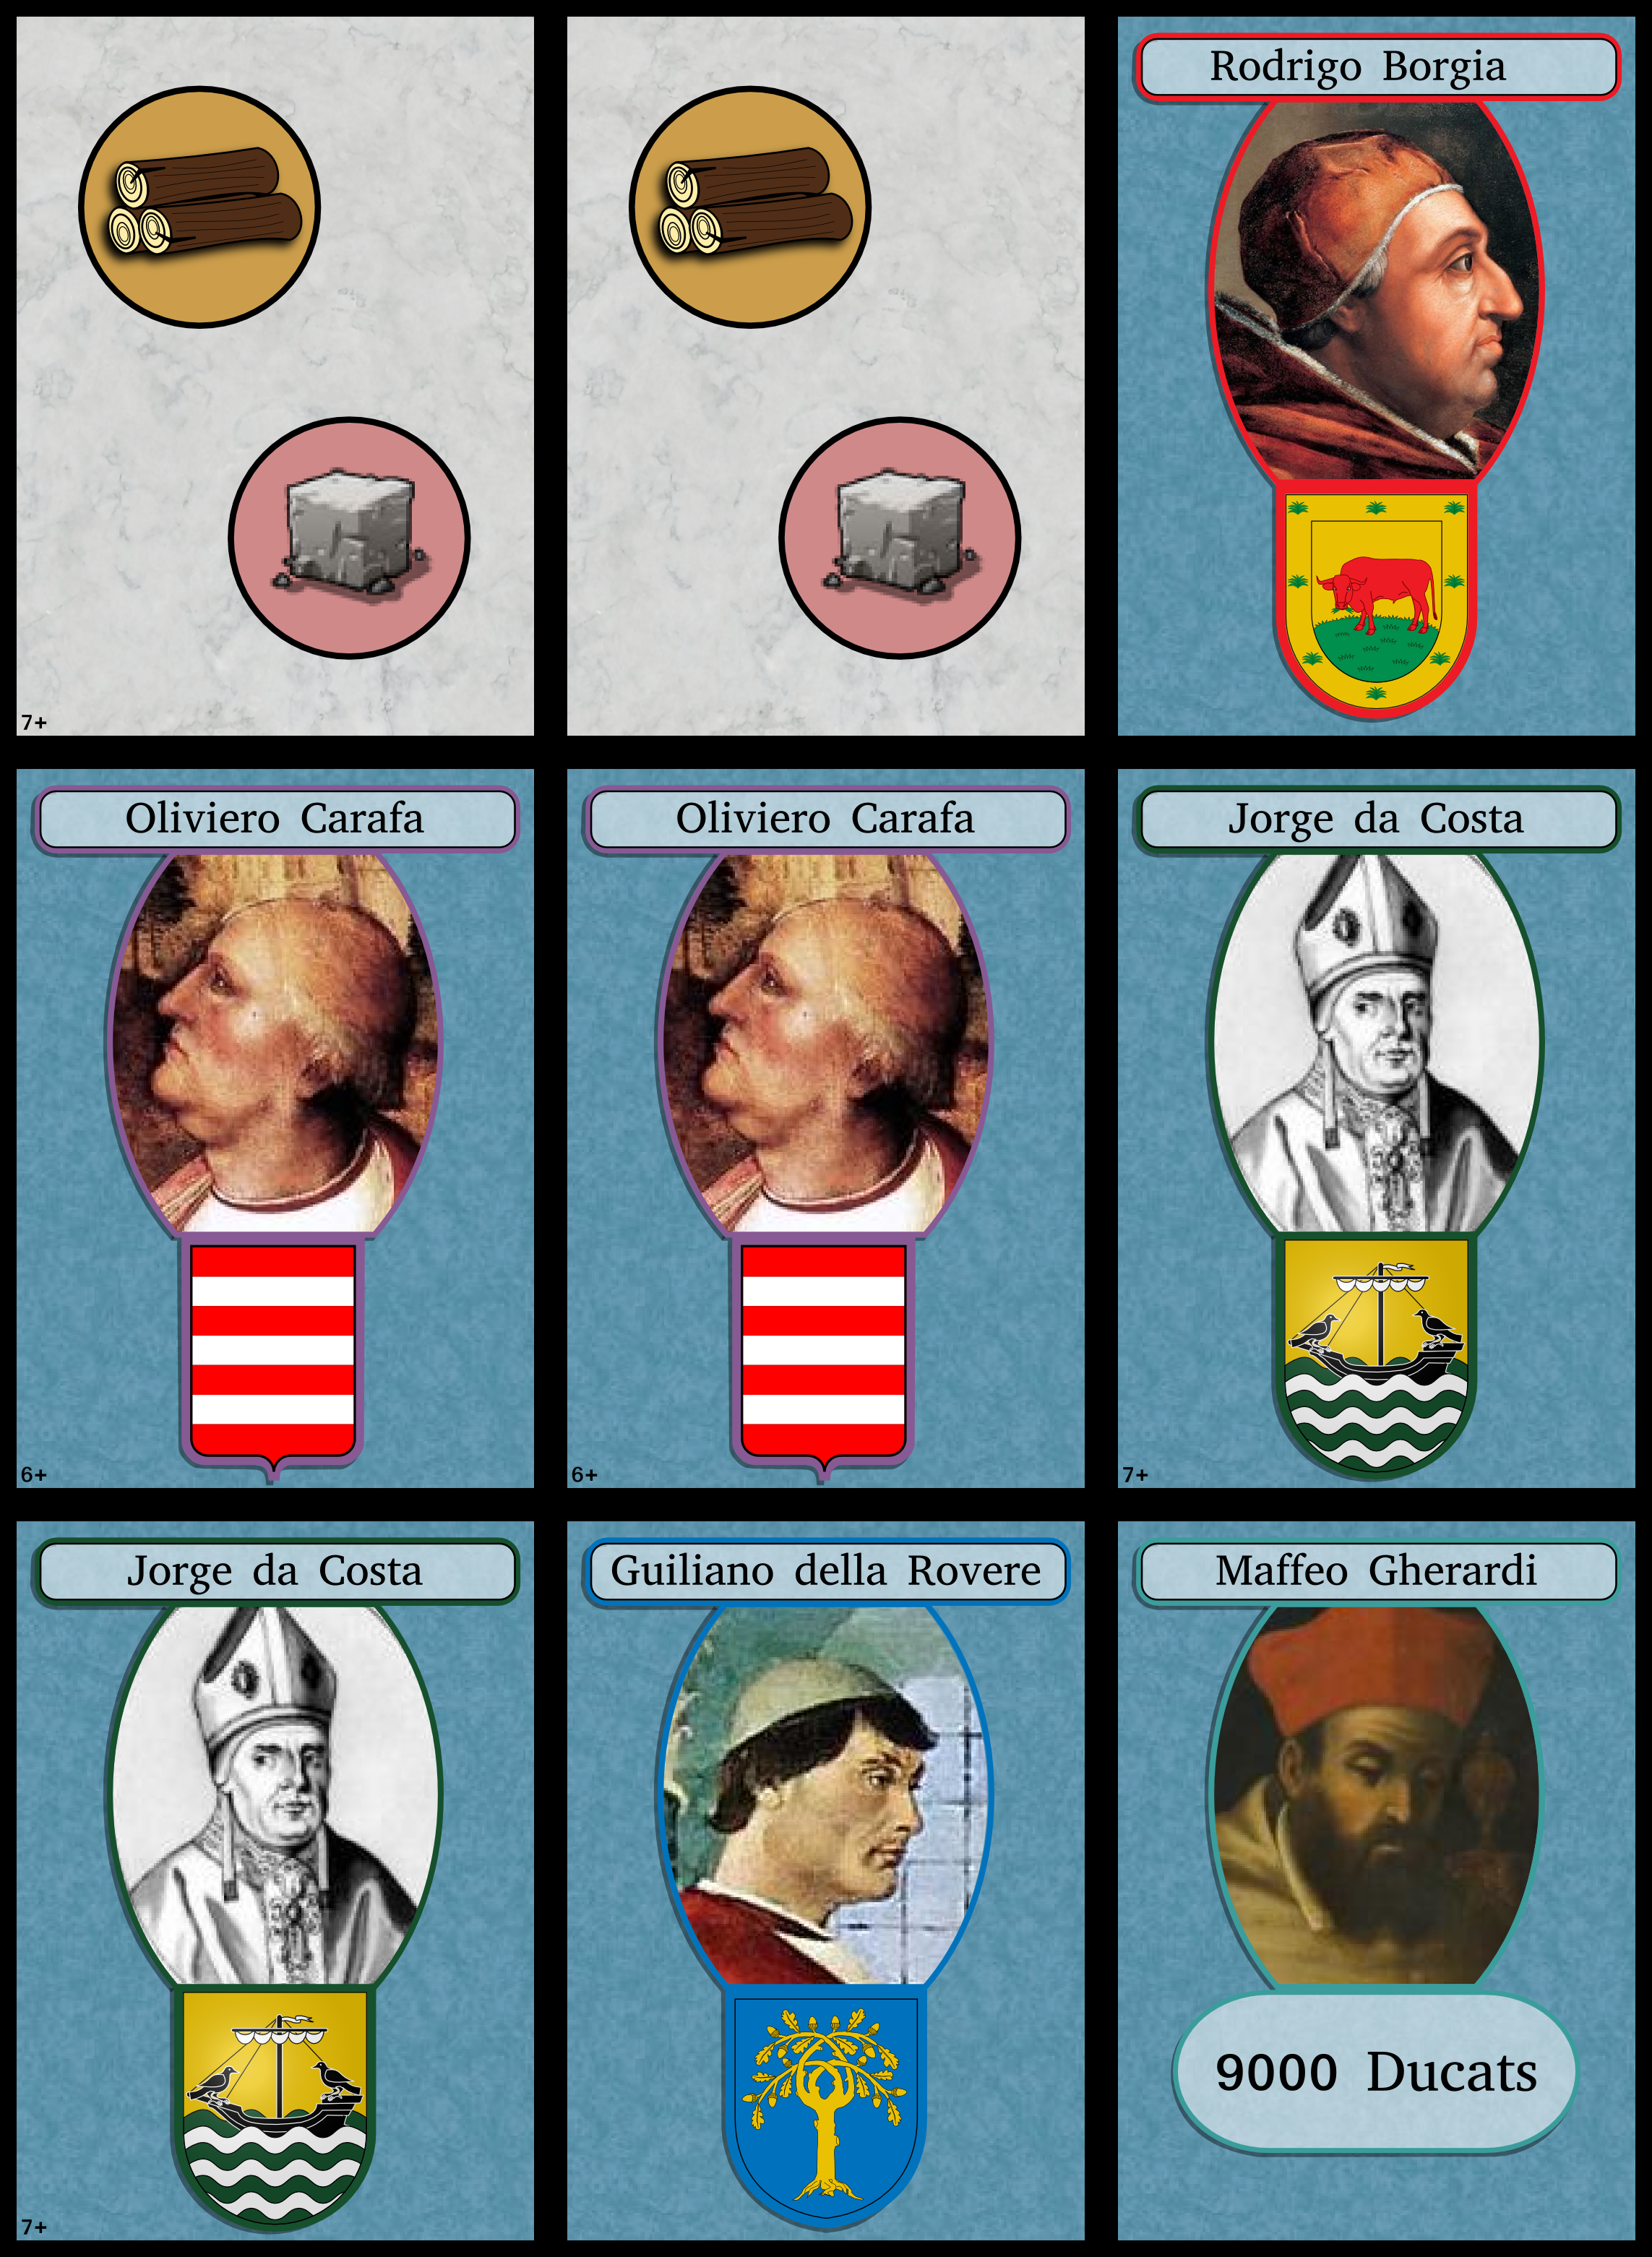 7+
Rodrigo Borgia
Oliviero Carafa
6+
Oliviero Carafa
6+
Jorge da Costa
7+
Jorge da Costa
7+
Guiliano della Rovere
Maffeo Gherardi
9000 Ducats